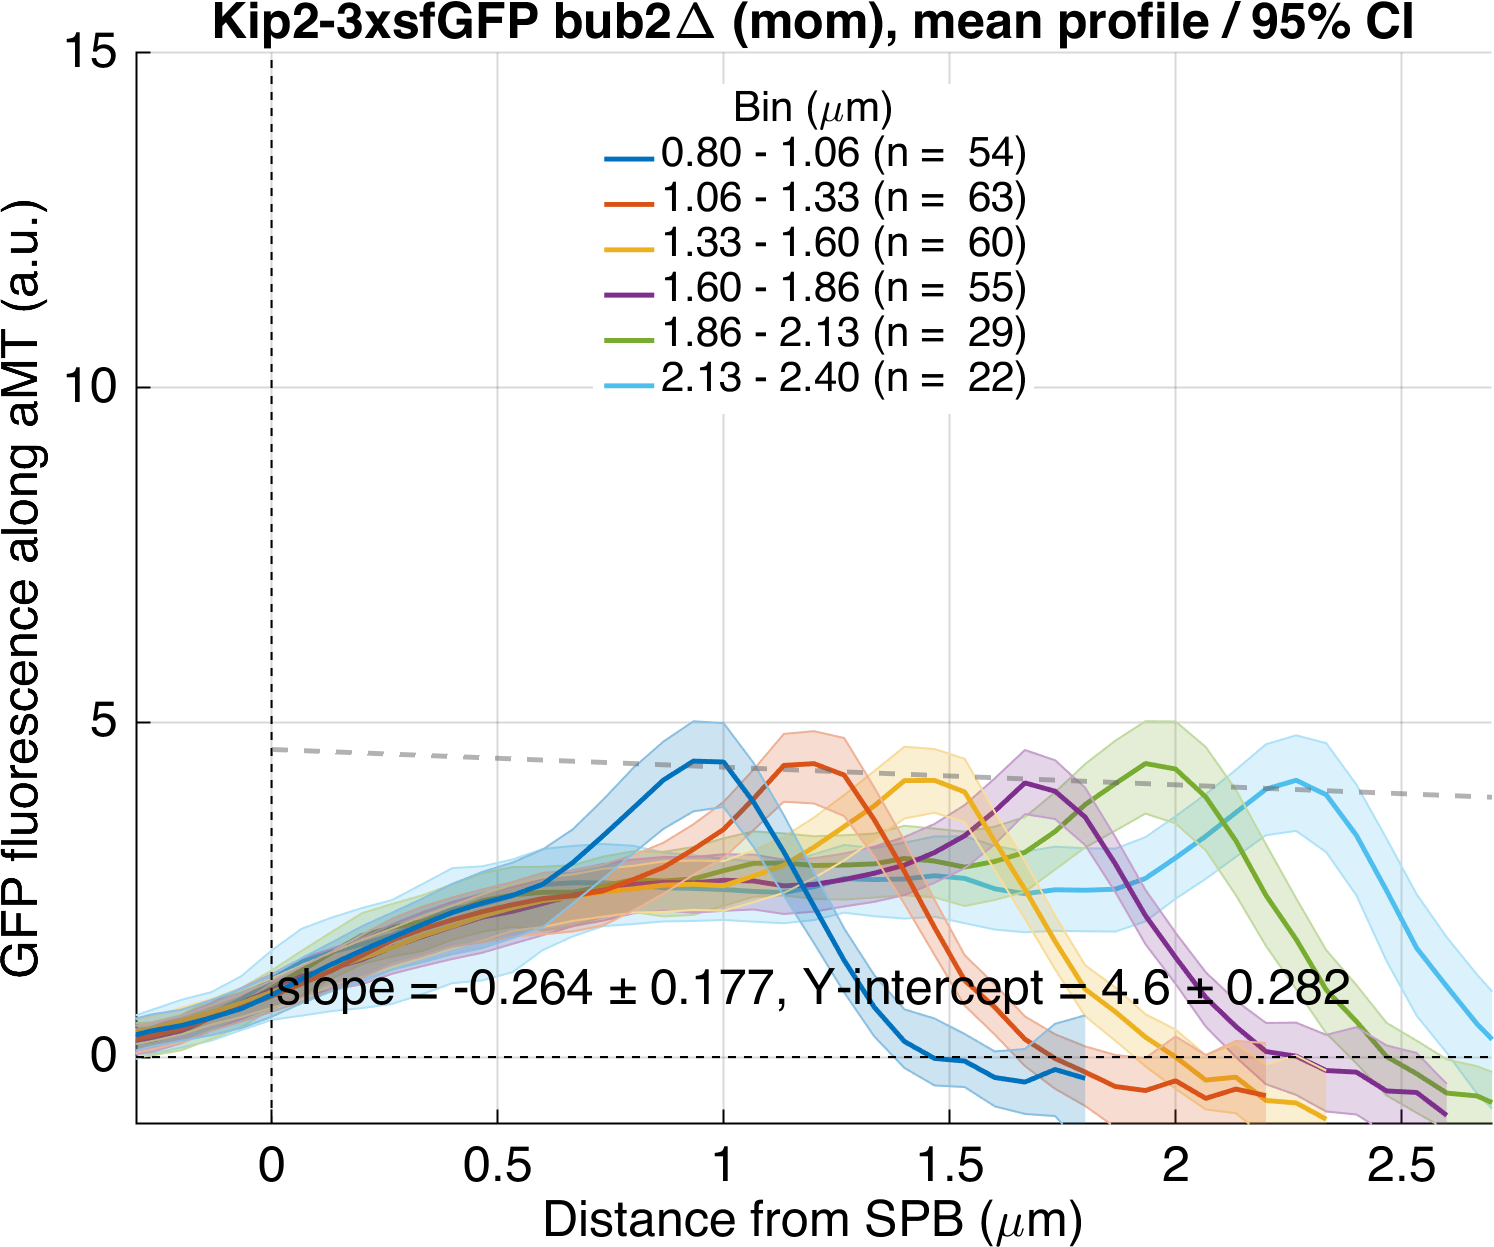 Kip2-3xsfGFP bub2Δ (mom), mean profile / 95% CI
15
10
5
0
GFP fluorescence along aMT (a.u.)
Bin (μm)
0.80 - 1.06 (n = 54)
1.06 - 1.33 (n = 63)
1.33 - 1.60 (n = 60)
1.60 - 1.86 (n = 55)
1.86 - 2.13 (n = 29)
2.13 - 2.40 (n = 22)
slope = -0.264 ± 0.177, Y-intercept = 4.6 ± 0.282
0 0.5 1 1.5 2 2.5
Distance from SPB (μm)